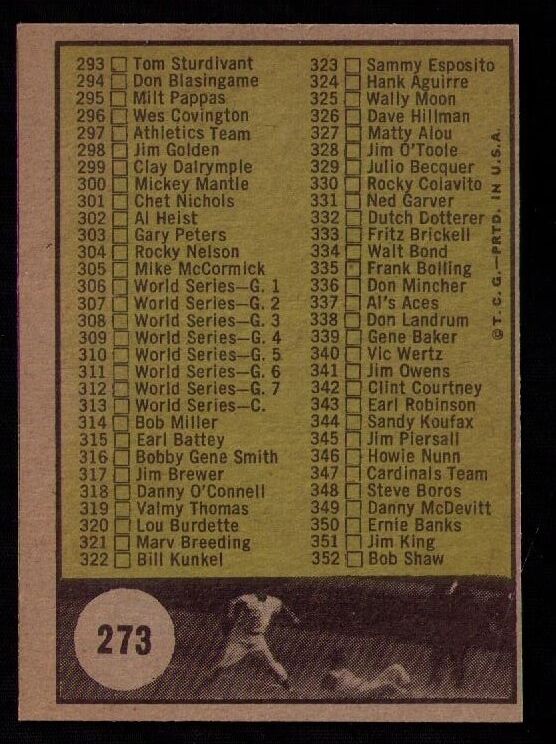 293 Tom Sturdivant
294 Don Blasingame
295 Milt Pappas
296 Wes Covington
297 Athletics Team
298 Jim Golden
299 Clay Dalrymple
300 Mickey Mantle
301 Chet Nichols
302 Al Heist
303 Gary Peters
304 Rocky Nelson
305 Mike McCormick
306 World Series—G. 1
307 World Series—G. 2
308 World Series—G. 3
309 World Series—G. 4
310 World Series—G. 5
311 World Series—G. 6
312 World Series—G. 7
313 World Series—C.
314 Bob Miller
315 Earl Battey
316 Bobby Gene Smith
317 Jim Brewer
318 Danny O'Connell
319 Valmy Thomas
320 Lou Burdette
321 Marv Breeding
322 Bill Kunkel
323 Sammy Esposito
324 Hank Aguirre
325 Wally Moon
326 Dave Hillman
327 Matty Alou
328 Jim O'Toole
329 Julio Becquer
330 Rocky Colavito
331 Ned Garver
332 Dutch Dotterer
333 Fritz Brickell
334 Walt Bond
335 Frank Bolling
336 Don Mincher
337 Al's Aces
338 Don Landrum
339 Gene Baker
340 Vic Wertz
341 Jim Owens
342 Clint Courtney
343 Earl Robinson
344 Sandy Koufax
345 Jim Piersall
346 Howie Nunn
347 Cardinals Team
348 Steve Boros
349 Danny McDevitt
350 Ernie Banks
351 Jim King
352 Bob Shaw
© T. C. G.—PRTD. IN U.S.A.
273